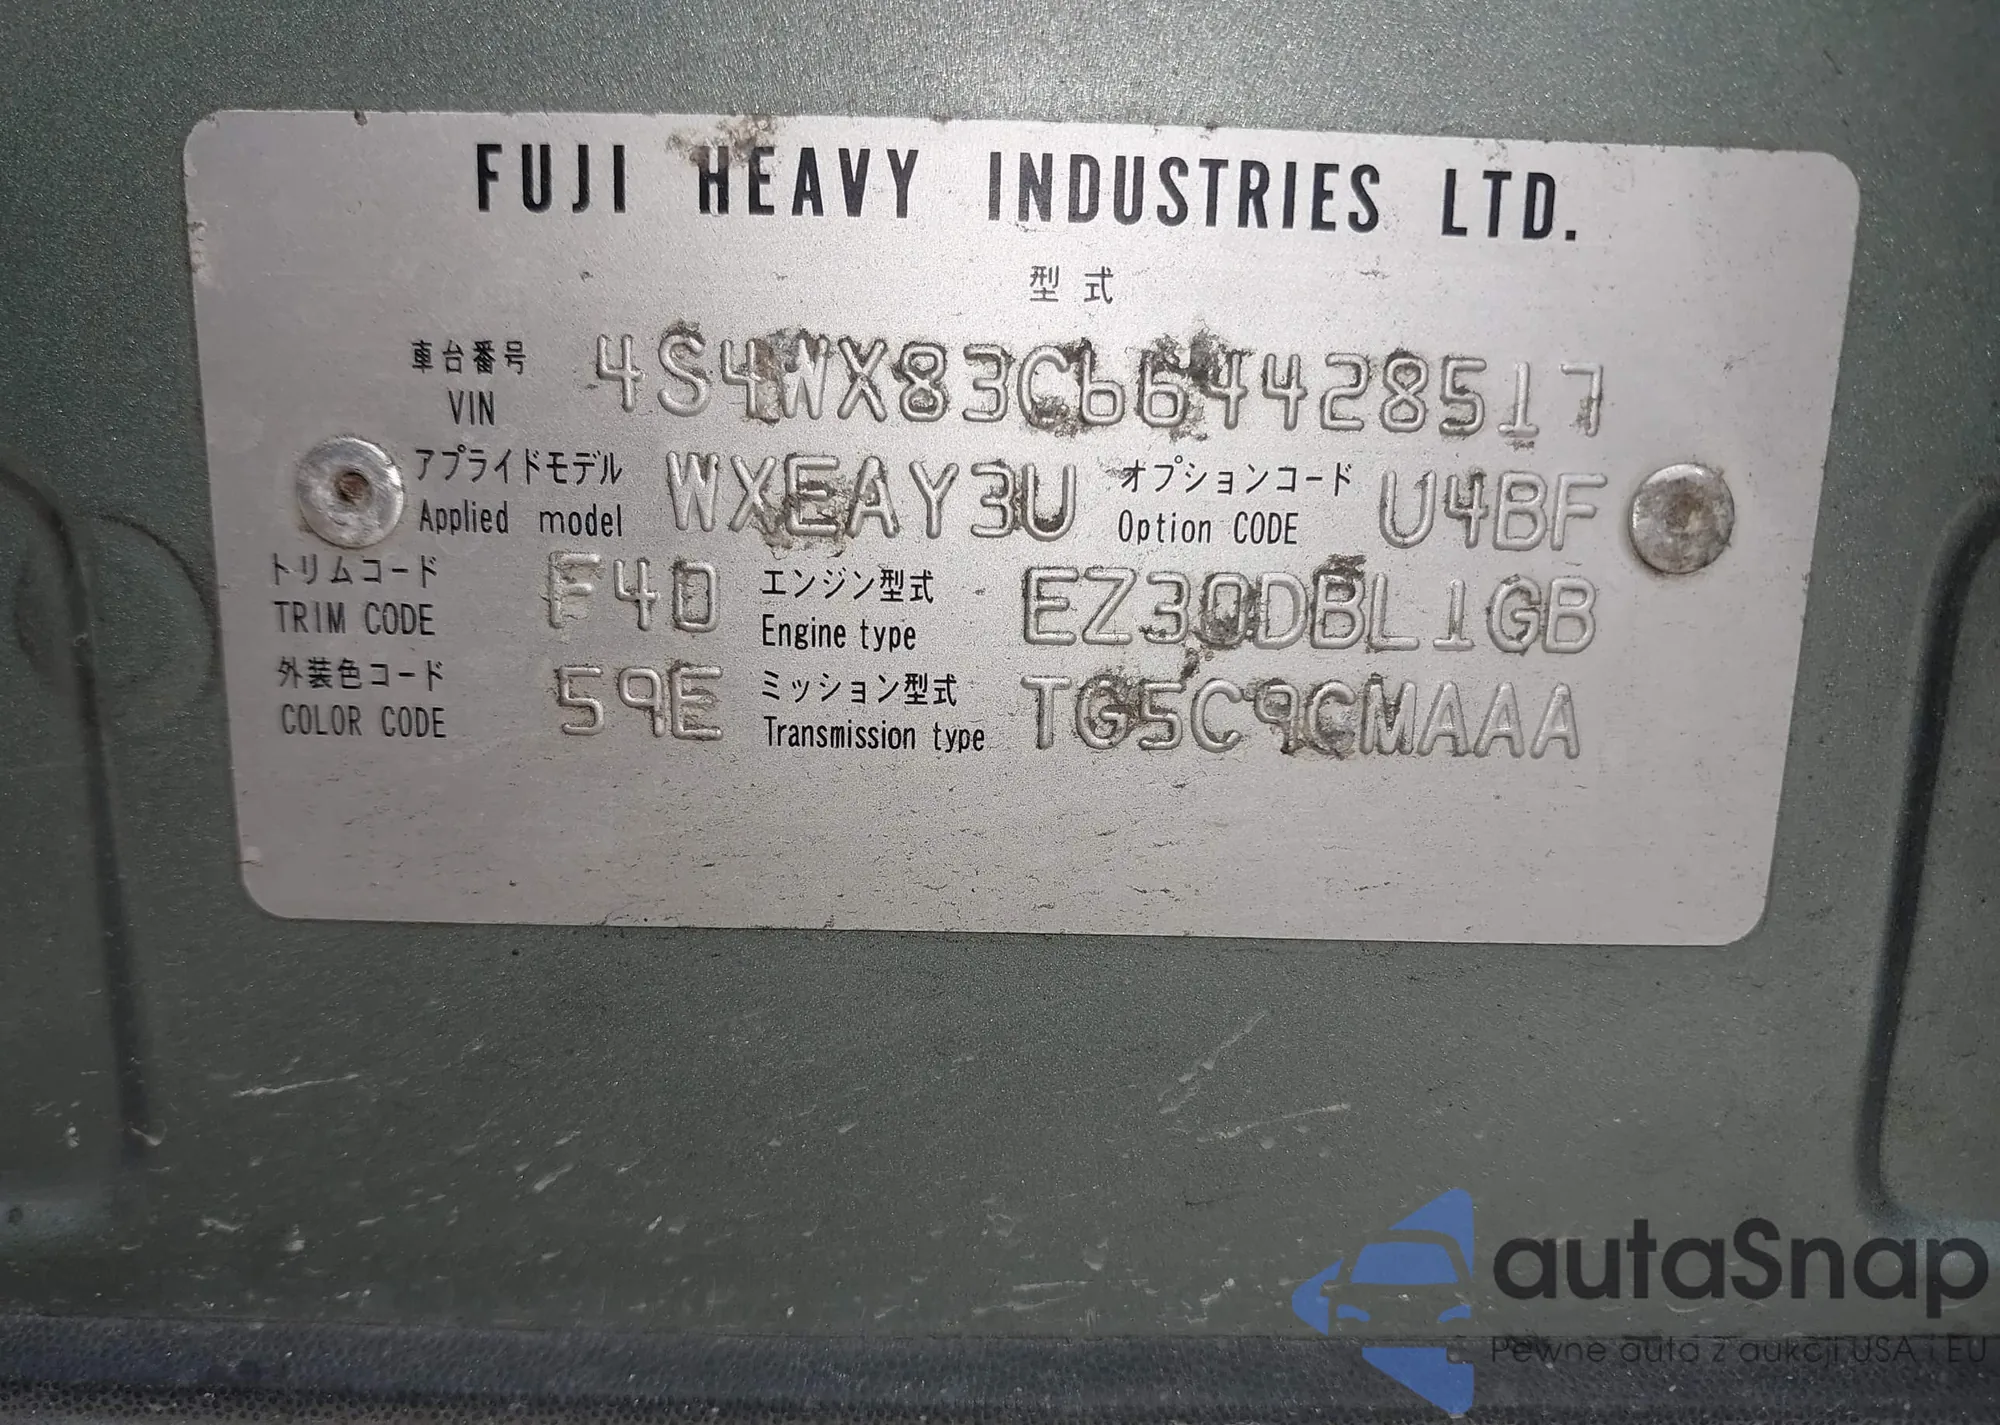 FUJI HEAVY INDUSTRIES LTD.
型式
車台番号 VIN 4S4WX83C664428517
アプライドモデル オプションコード
Applied model WXEAY3U Option CODE U4BF
トリムコード エンジン型式
TRIM CODE F40 Engine type EZ30DBL1GB
外装色コード ミッション型式
COLOR CODE 59E Transmission type TG5C9CMAAA
autaSnap
Pewne auta z aukcji USA i EU